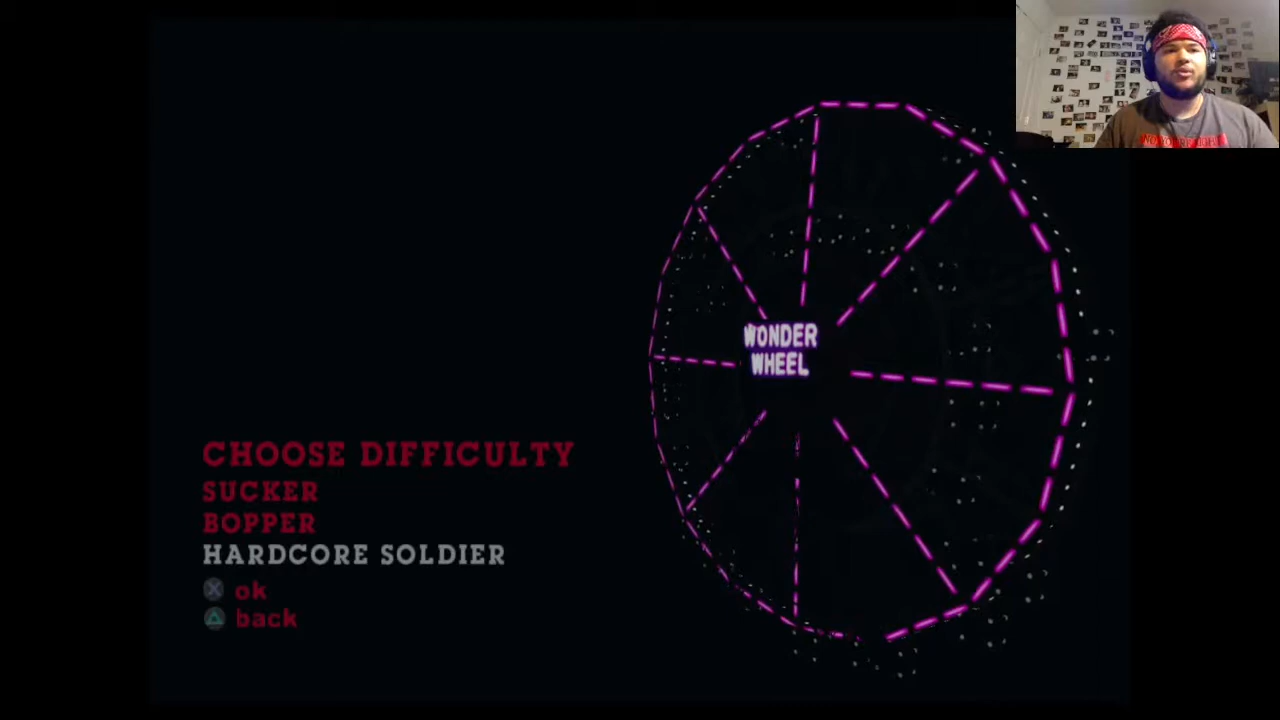 WONDER
WHEEL
CHOOSE DIFFICULTY
SUCKER
BOPPER
HARDCORE SOLDIER
ok
back